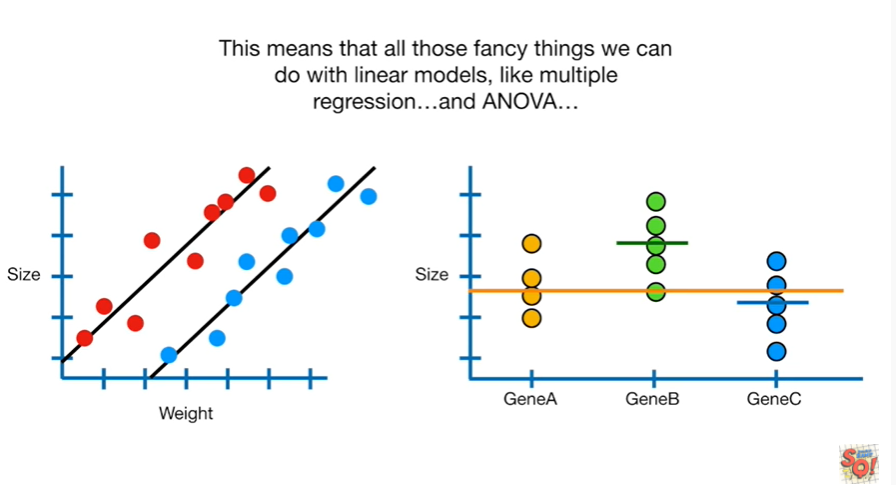 This means that all those fancy things we can
do with linear models, like multiple
regression…and ANOVA…
Size
Weight
Size
GeneA
GeneB
GeneC
SQ!